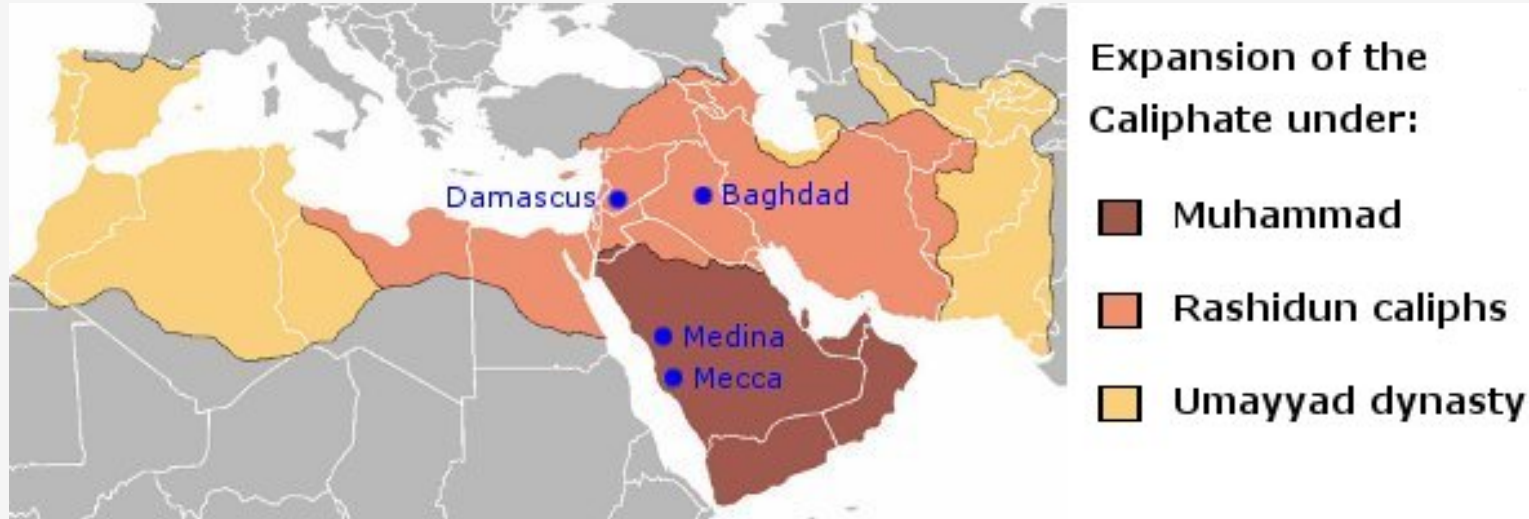 Expansion of the
Caliphate under:
Muhammad
Rashidun caliphs
Umayyad dynasty
Damascus
Baghdad
Medina
Mecca